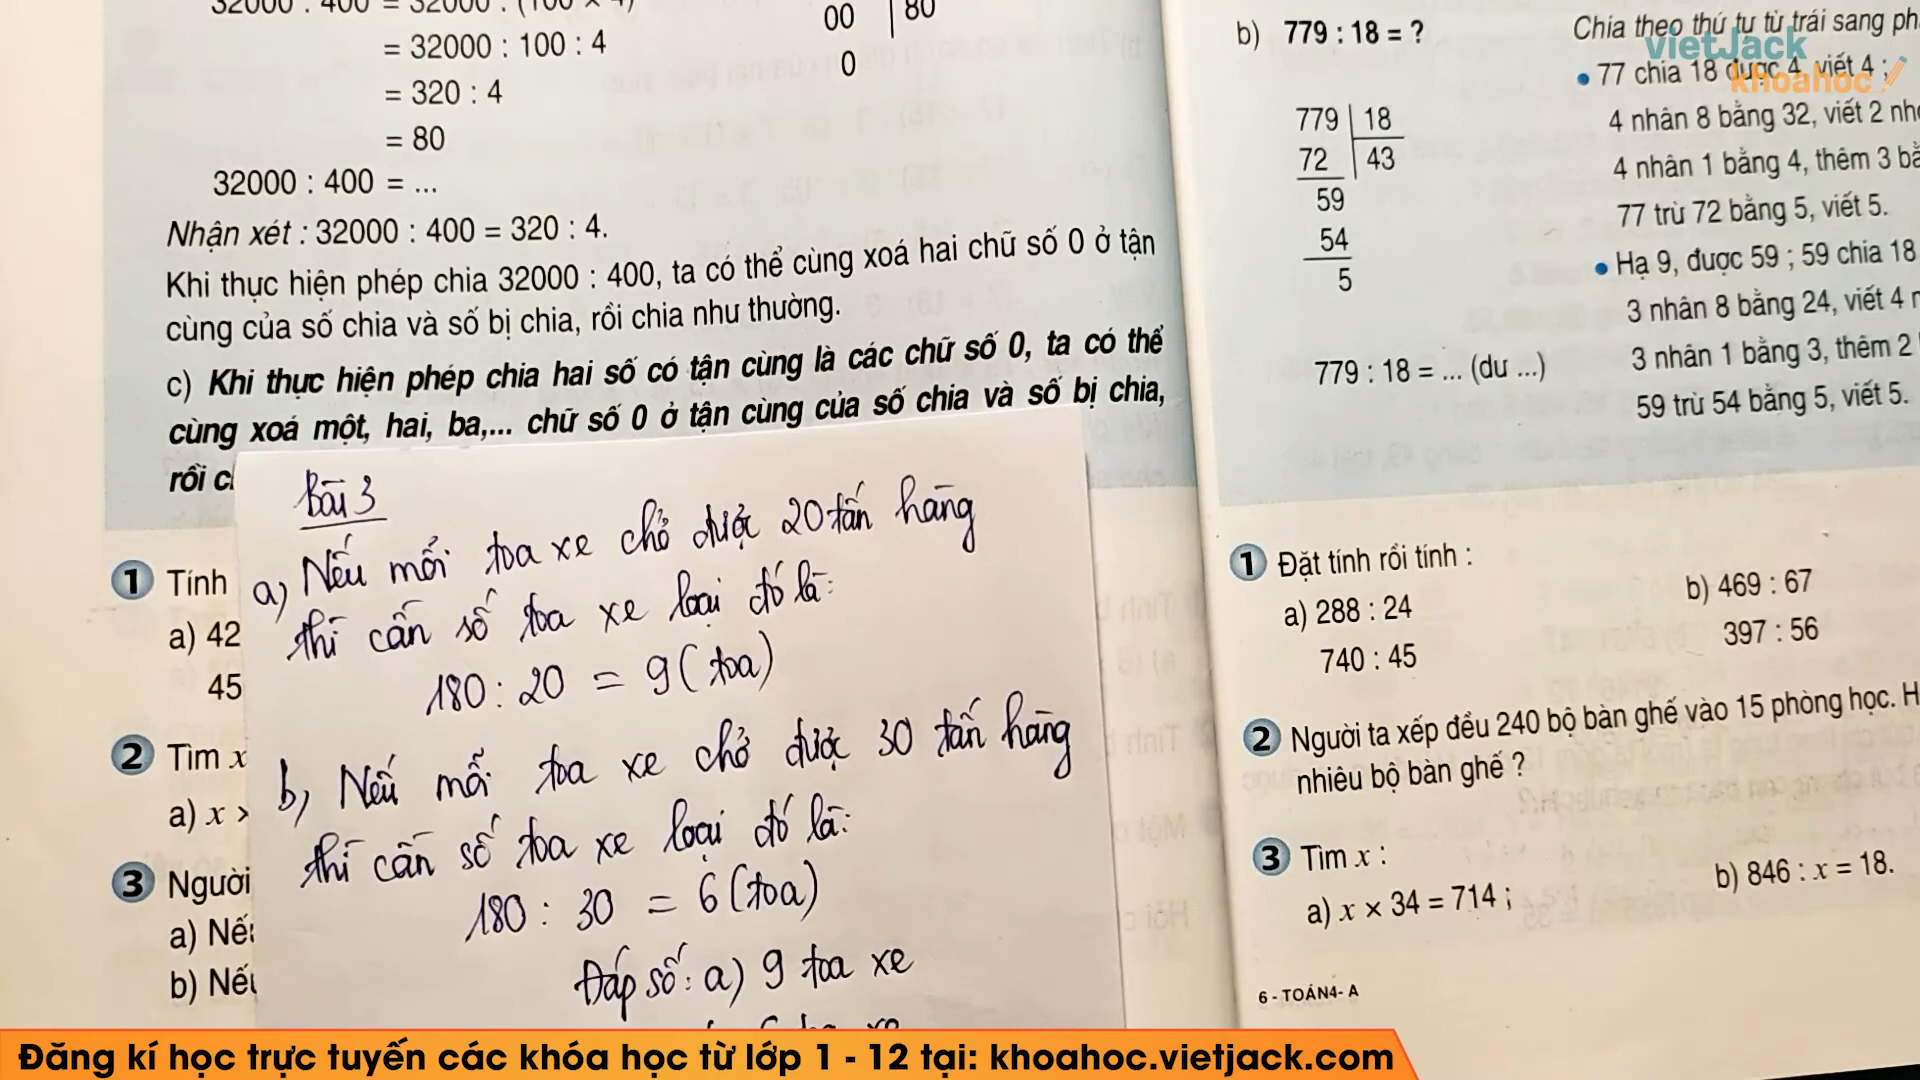 = 32000 : 100 : 4
= 320 : 4
= 80
32000 : 400 = ...
00 80
0
Nhận xét : 32000 : 400 = 320 : 4.
Khi thực hiện phép chia 32000 : 400, ta có thể cùng xoá hai chữ số 0 ở tận
cùng của số chia và số bị chia, rồi chia như thường.
c) Khi thực hiện phép chia hai số có tận cùng là các chữ số 0, ta có thể
cùng xoá một, hai, ba,... chữ số 0 ở tận cùng của số chia và số bị chia,
rồi
1 Tính
a) 42
45
2 Tìm x
a) x ×
3 Người
a) Nếu
b) Nếu
Bài 3
a) Nếu mỗi toa xe chở được 20 tấn hàng
thì cần số toa xe loại đó là:
180 : 20 = 9 (toa)
b) Nếu mỗi toa xe chở được 30 tấn hàng
thì cần số toa xe loại đó là:
180 : 30 = 6 (toa)
Đáp số: a) 9 toa xe
b) 779 : 18 = ?
779 18
72 43
59
54
5
779 : 18 = ... (dư ...)
Chia theo thứ tự từ trái sang
• 77 chia 18 được 4, viết 4 ;
4 nhân 8 bằng 32, viết 2
4 nhân 1 bằng 4, thêm 3
77 trừ 72 bằng 5, viết 5.
• Hạ 9, được 59 ; 59 chia 18
3 nhân 8 bằng 24, viết 4
3 nhân 1 bằng 3, thêm 2
59 trừ 54 bằng 5, viết 5.
1 Đặt tính rồi tính :
a) 288 : 24
740 : 45
b) 469 : 67
397 : 56
2 Người ta xếp đều 240 bộ bàn ghế vào 15 phòng học.
nhiêu bộ bàn ghế ?
3 Tìm x :
a) x × 34 = 714 ;
b) 846 : x = 18.
6 - TOÁN4- A
vietJack
khoahoc
Đăng kí học trực tuyến các khóa học từ lớp 1 - 12 tại: khoahoc.vietjack.com